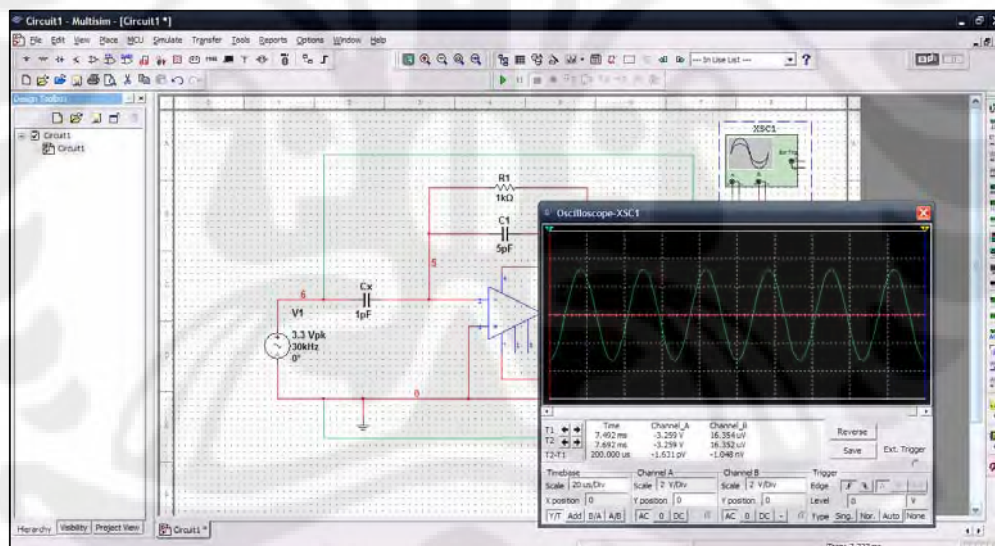 Circuit1 - Multisim - [Circuit1 *]
File Edit View Place MCU Simulate Transfer Tools Reports Options Window Help
--- In Use List ---
Design Toolbox
Circuit1
Circuit1
XSC1
Ext Trig
A B
R1
1kΩ
C1
5pF
5
6
Cx
1pF
V1
3.3 Vpk
30kHz
0°
0
Oscilloscope-XSC1
Time Channel_A Channel_B
T1 7.492 ms -3.259 V 16.354 uV
T2 7.692 ms -3.259 V 16.352 uV
T2-T1 200.000 us -1.631 pV -1.048 nV
Reverse
Save
Ext. Trigger
Timebase Channel A Channel B Trigger
Scale 20 us/Div Scale 2 V/Div Scale 2 V/Div Edge
X position 0 Y position 0 Y position 0 Level 0 V
Y/T Add B/A A/B AC 0 DC AC 0 DC - Type Sing. Nor. Auto None
Hierarchy Visibility Project View
Circuit1 *